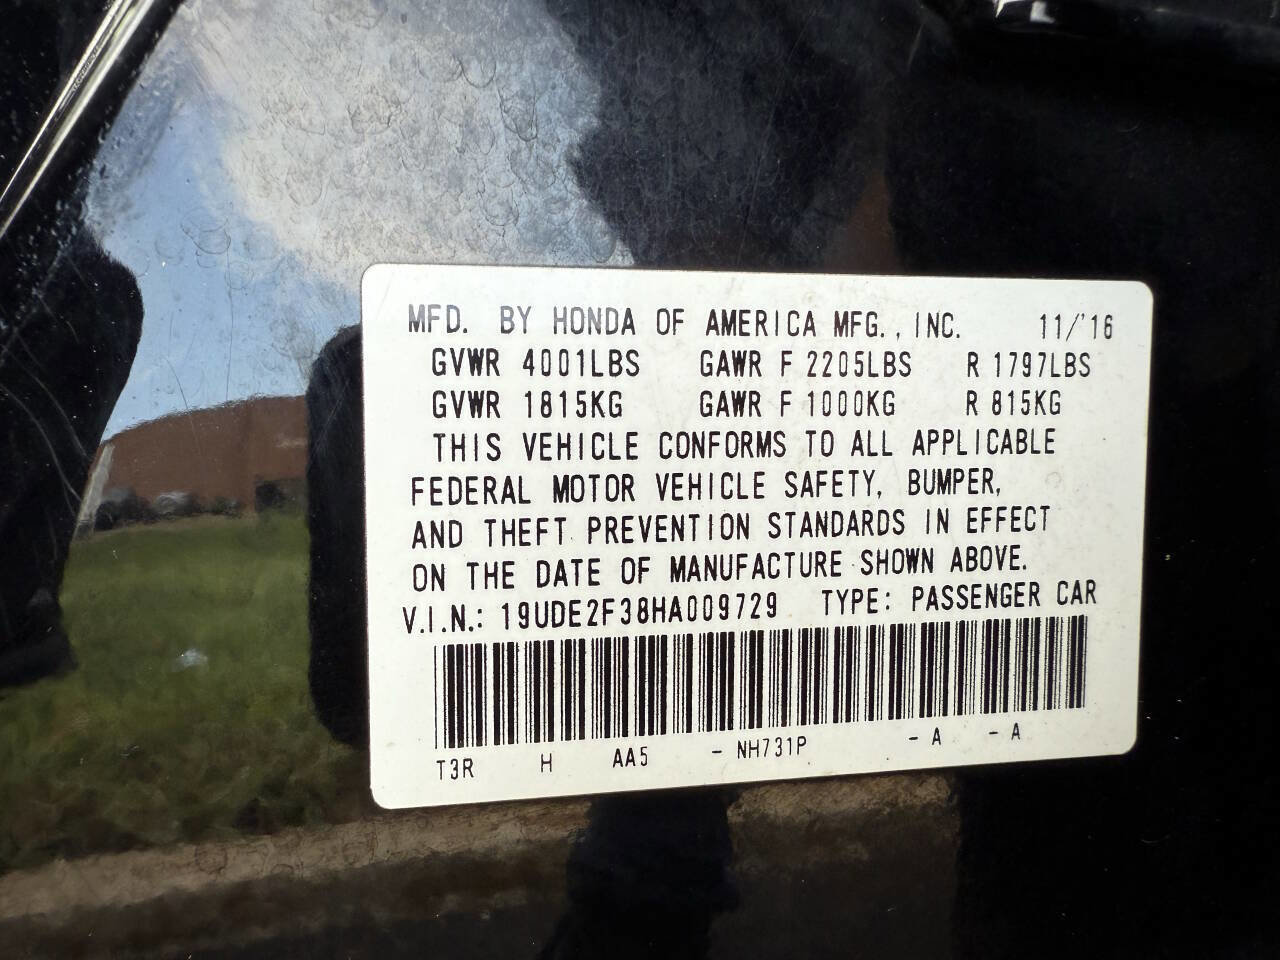 MFD. BY HONDA OF AMERICA MFG., INC. 11/'16
GVWR 4001LBS GAWR F 2205LBS R 1797LBS
GVWR 1815KG GAWR F 1000KG R 815KG
THIS VEHICLE CONFORMS TO ALL APPLICABLE
FEDERAL MOTOR VEHICLE SAFETY, BUMPER,
AND THEFT PREVENTION STANDARDS IN EFFECT
ON THE DATE OF MANUFACTURE SHOWN ABOVE.
V.I.N.: 19UDE2F38HA009729 TYPE: PASSENGER CAR
T3R H AA5 - NH731P - A - A